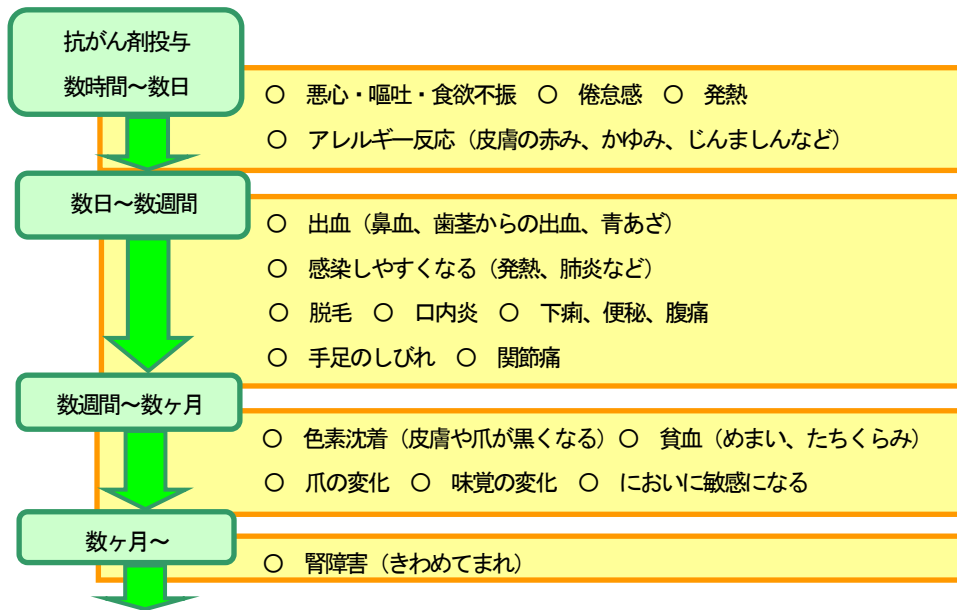 抗がん剤投与
数時間～数日
〇 悪心・嘔吐・食欲不振 〇 倦怠感 〇 発熱
〇 アレルギー反応（皮膚の赤み、かゆみ、じんましんなど）
数日～数週間
〇 出血（鼻血、歯茎からの出血、青あざ）
〇 感染しやすくなる（発熱、肺炎など）
〇 脱毛 〇 口内炎 〇 下痢、便秘、腹痛
〇 手足のしびれ 〇 関節痛
数週間～数ヶ月
〇 色素沈着（皮膚や爪が黒くなる）〇 貧血（めまい、たちくらみ）
〇 爪の変化 〇 味覚の変化 〇 においに敏感になる
数ヶ月～
〇 腎障害（きわめてまれ）